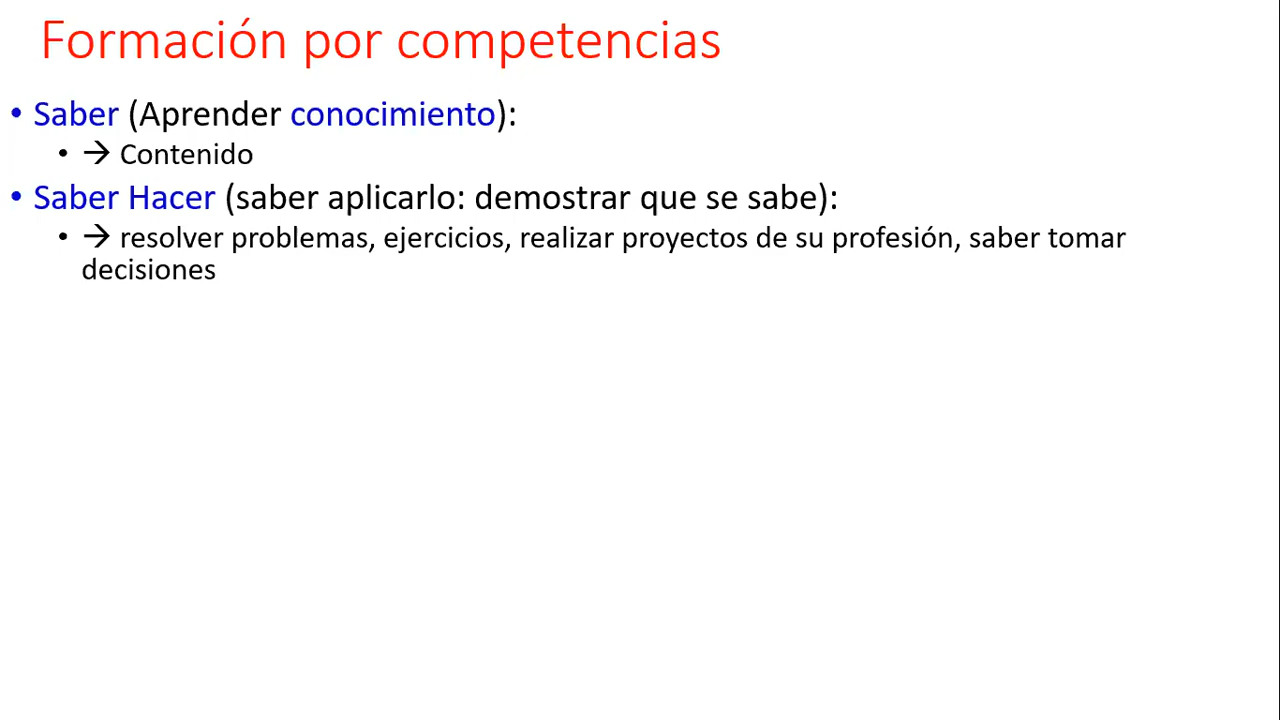 Formación por competencias
• Saber (Aprender conocimiento):
• → Contenido
• Saber Hacer (saber aplicarlo: demostrar que se sabe):
• → resolver problemas, ejercicios, realizar proyectos de su profesión, saber tomar
decisiones